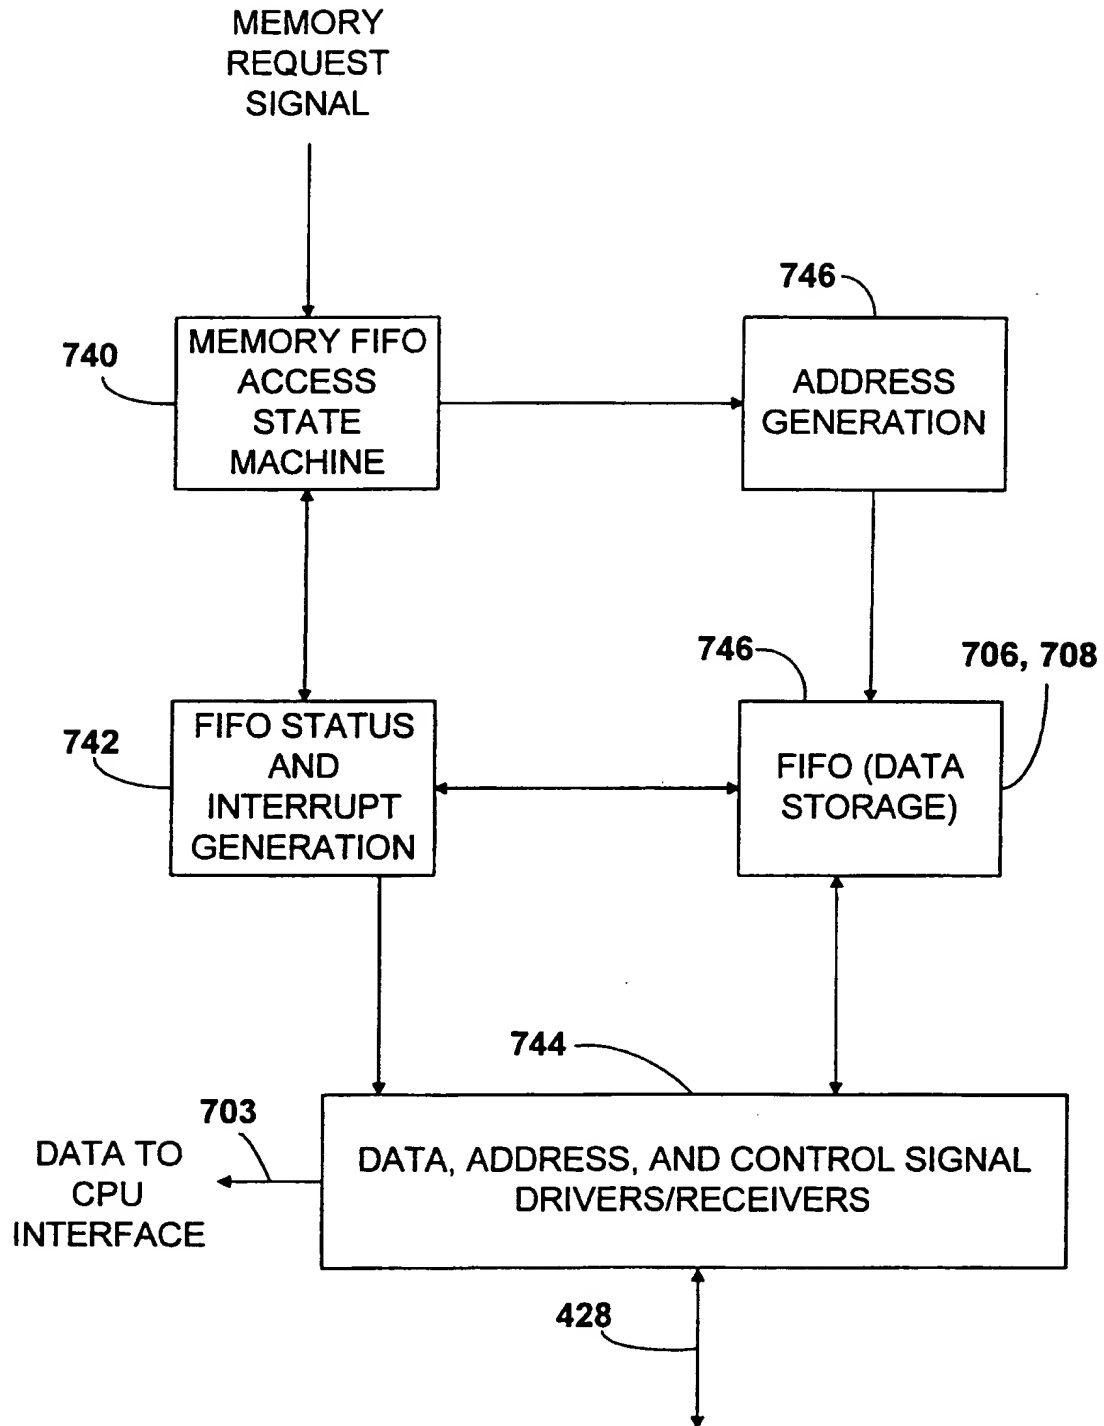 MEMORY
REQUEST
SIGNAL
746
740
MEMORY FIFO
ACCESS
STATE
MACHINE
ADDRESS
GENERATION
746
706, 708
742
FIFO STATUS
AND
INTERRUPT
GENERATION
FIFO (DATA
STORAGE)
744
703
DATA TO
CPU
INTERFACE
DATA, ADDRESS, AND CONTROL SIGNAL
DRIVERS/RECEIVERS
428